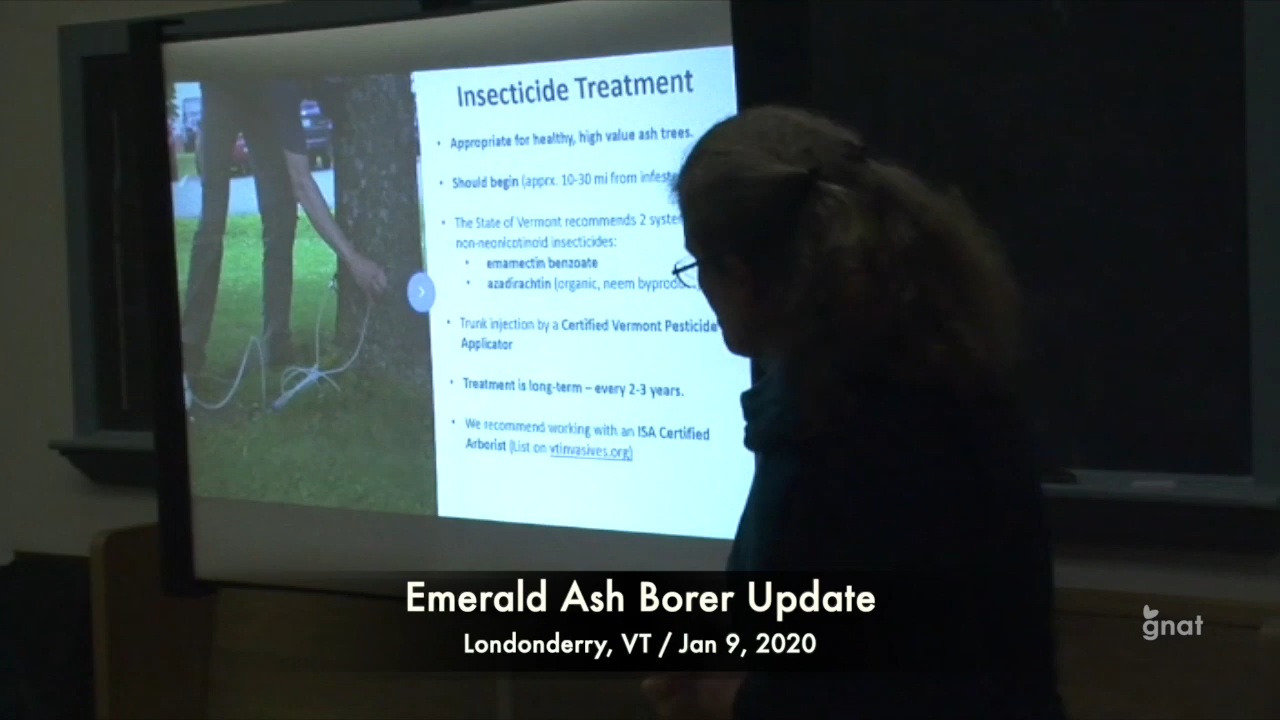 Insecticide Treatment
• Appropriate for healthy, high value ash trees.
• Should begin (apprx. 10-30 mi from
• The State of Vermont recommends 2
non-neonicotinoid insecticides:
• emamectin benzoate
• azadirachtin (organic, neem
• Trunk injection by a Certified Vermont Pesticide
Applicator
• Treatment is long-term – every 2-3 years.
• We recommend working with an ISA Certified
Arborist (List on vtinvasives.org)
Emerald Ash Borer Update
Londonderry, VT / Jan 9, 2020
gnat